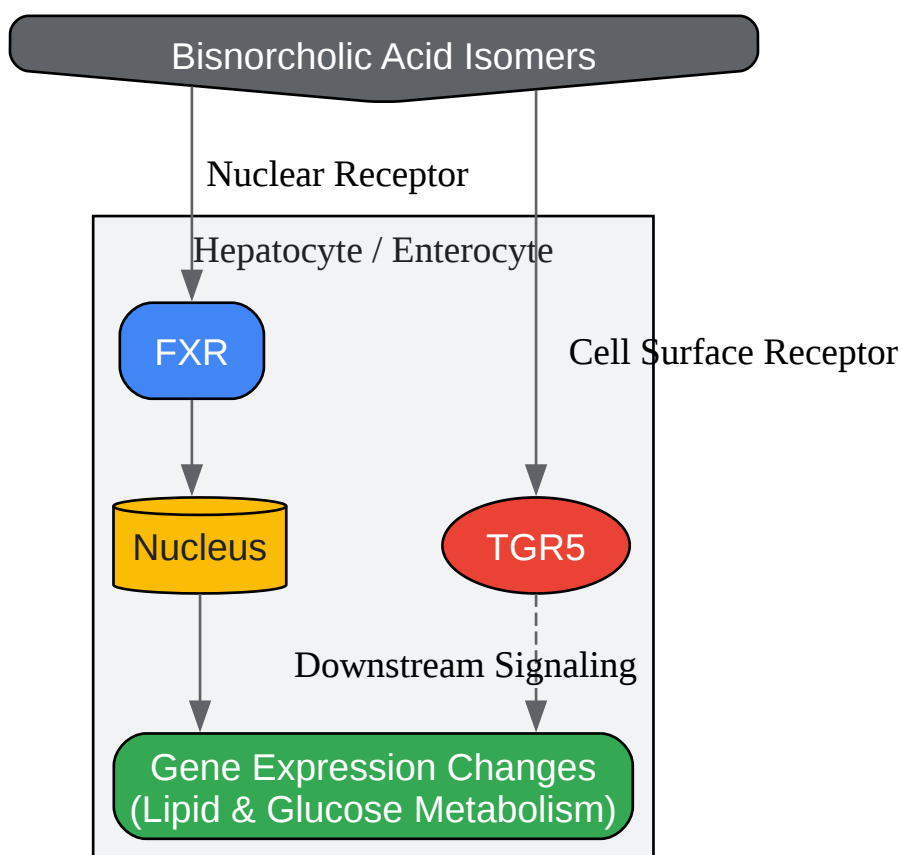 Bisnorcholic Acid Isomers
Nuclear Receptor
Hepatocyte / Enterocyte
FXR
Cell Surface Receptor
Nucleus
TGR5
Downstream Signaling
Gene Expression Changes
(Lipid & Glucose Metabolism)